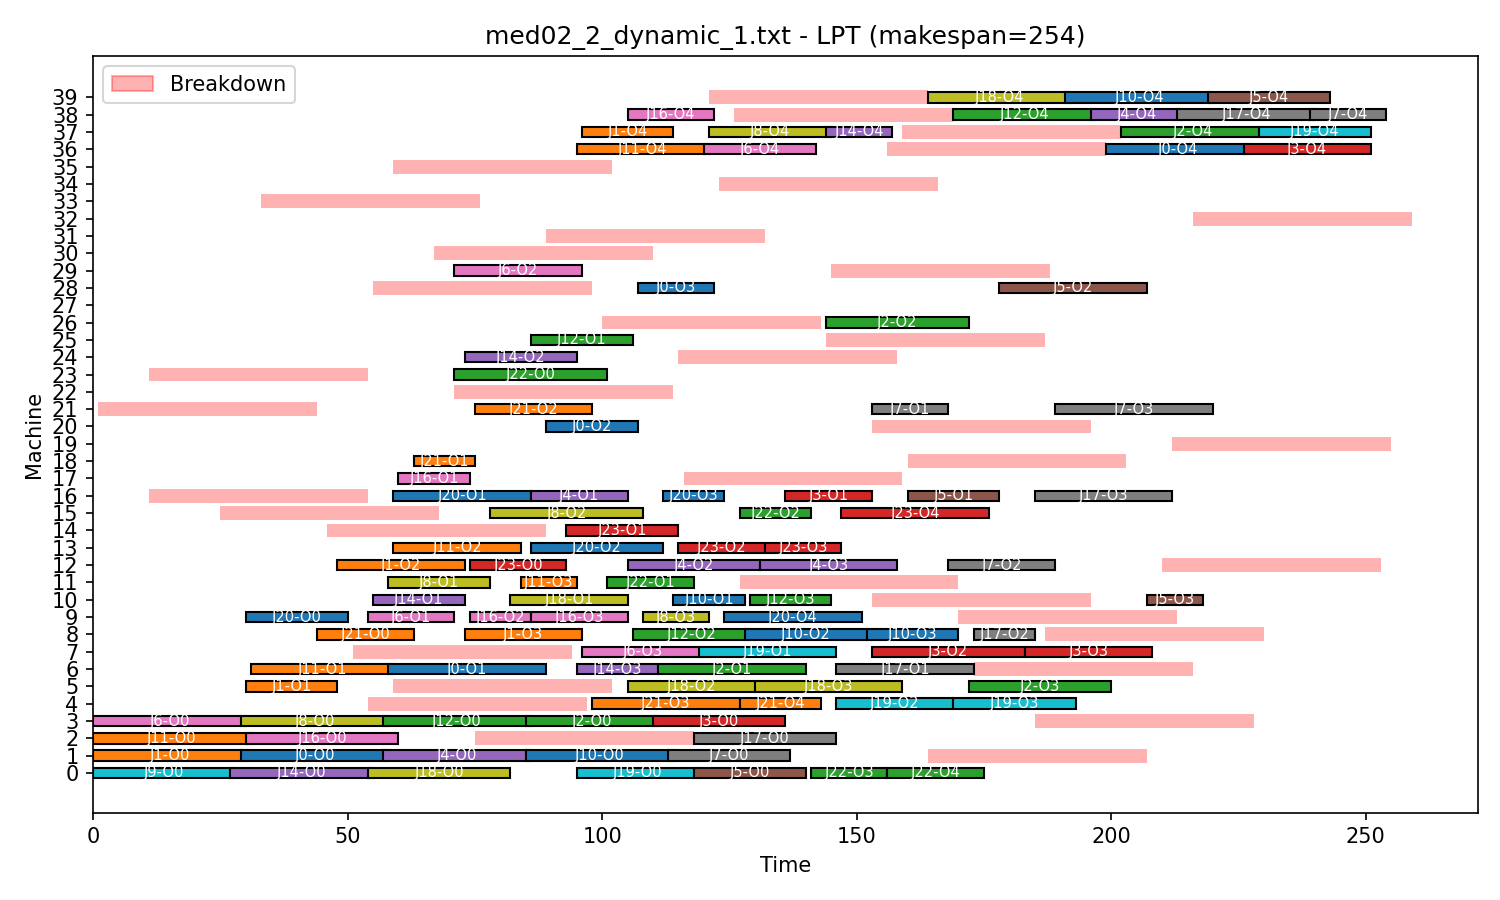 med02_2_dynamic_1.txt - LPT (makespan=254)
Breakdown
39 J18-O4 J10-O4 J5-O4
38 J16-O4 J12-O4 J4-O4 J17-O4 J7-O4
37 J1-O4 J8-O4 J14-O4 J2-O4 J19-O4
36 J11-O4 J6-O4 J0-O4 J3-O4
35
34
33
32
31
30
29 J6-O2
28 J0-O3 J5-O2
27
26 J2-O2
25 J12-O1
24 J14-O2
23 J22-O0
22
21 J21-O2 J7-O1 J7-O3
20 J0-O2
19
18 J21-O1
17 J16-O1
16 J20-O1 J4-O1 J20-O3 J3-O1 J5-O1 J17-O3
15 J8-O2 J22-O2 J23-O4
14 J23-O1
13 J11-O2 J20-O2 J23-O2 J23-O3
12 J1-O2 J23-O0 J4-O2 J4-O3 J7-O2
11 J8-O1 J11-O3 J22-O1
10 J14-O1 J18-O1 J10-O1 J12-O3 J5-O3
9 J20-O0 J6-O1 J16-O2 J16-O3 J8-O3 J20-O4
8 J21-O0 J1-O3 J12-O2 J10-O2 J10-O3 J17-O2
7 J6-O3 J19-O1 J3-O2 J3-O3
6 J11-O1 J0-O1 J14-O3 J2-O1 J17-O1
5 J1-O1 J18-O2 J18-O3 J2-O3
4 J21-O3 J21-O4 J19-O2 J19-O3
3 J6-O0 J8-O0 J12-O0 J2-O0 J3-O0
2 J11-O0 J16-O0 J17-O0
1 J1-O0 J0-O0 J4-O0 J10-O0 J7-O0
0 J9-O0 J14-O0 J18-O0 J19-O0 J5-O0 J22-O3 J22-O4
Machine
0 50 100 150 200 250
Time